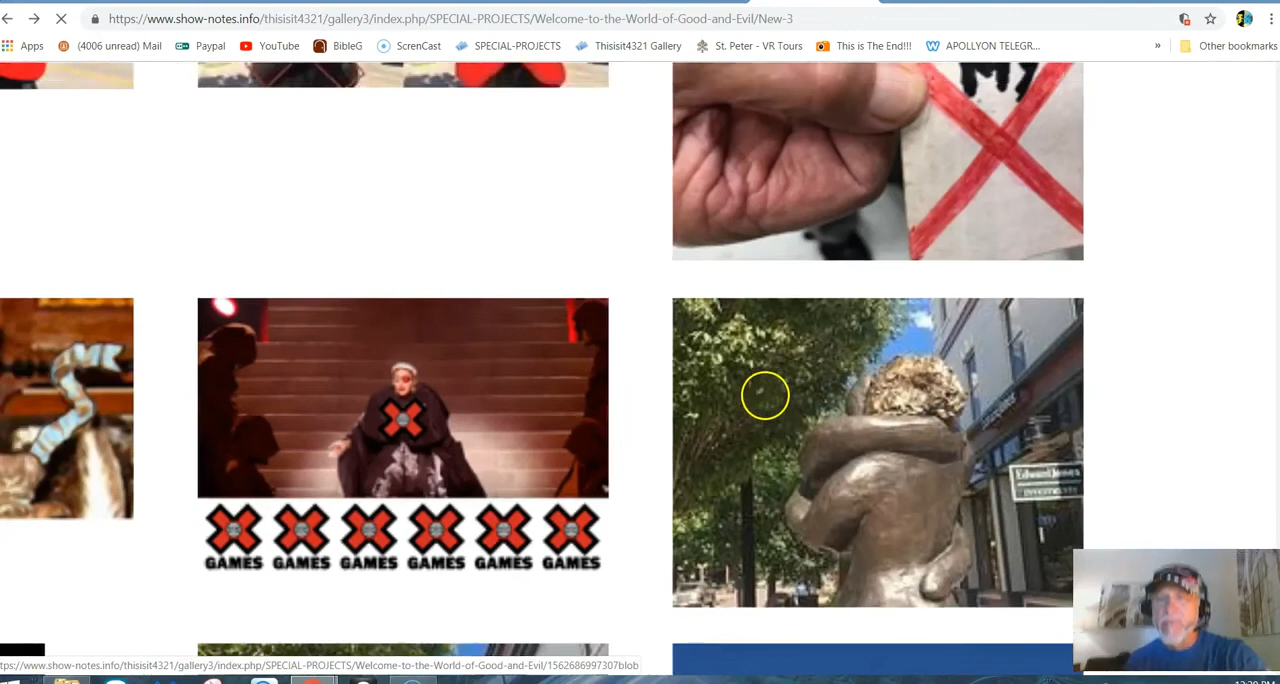 https://www.show-notes.info/thisisit4321/gallery3/index.php/SPECIAL-PROJECTS/Welcome-to-the-World-of-Good-and-Evil/New-3
Apps (4006 unread) Mail Paypal YouTube BibleG ScrenCast SPECIAL-PROJECTS Thisisit4321 Gallery St. Peter - VR Tours This is The End!!! APOLLYON TELEGR... » Other bookmarks
GAMES GAMES GAMES GAMES GAMES GAMES
tps://www.show-notes.info/thisisit4321/gallery3/index.php/SPECIAL-PROJECTS/Welcome-to-the-World-of-Good-and-Evil/1562686997307blob